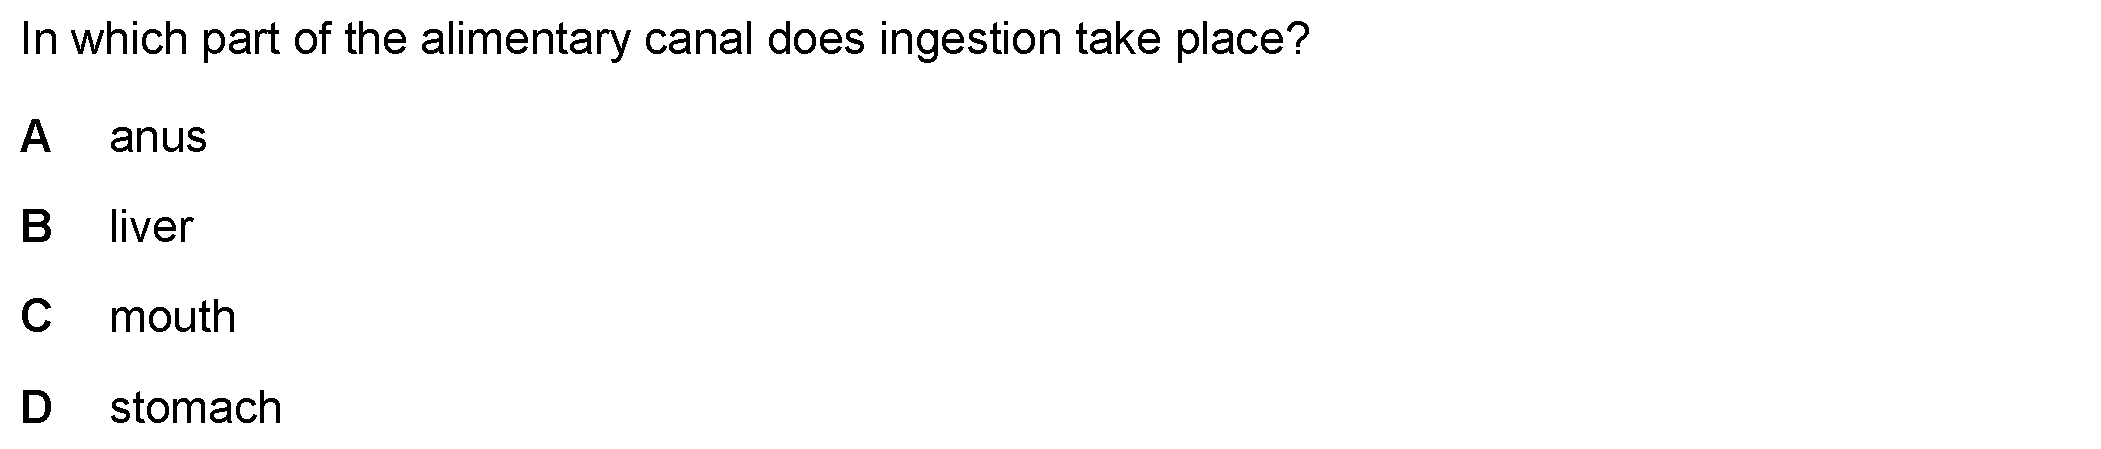 In which part of the alimentary canal does ingestion take place?
A anus
B liver
C mouth
D stomach